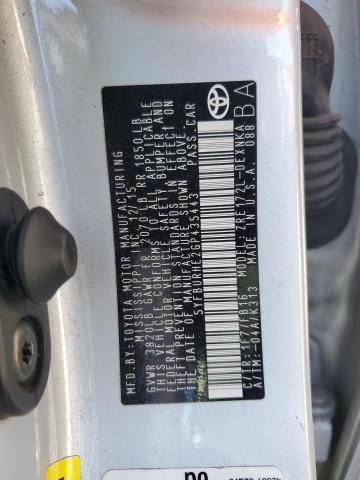 MFD.BY:TOYOTA MOTOR MANUFACTURING
MISSISSIPPI INC. 12/15
GVWR 3820LB GAWR FR 2070LB RR 1850LB
THIS VEHICLE CONFORMS TO ALL APPLICABLE
FEDERAL MOTOR VEHICLE SAFETY BUMPER AND
THEFT PREVENTION STANDARDS IN EFFECT ON
THE DATE OF MANUFACTURE SHOWN ABOVE.
5YFBURHE2GP435443 PASS.CAR
C/TR:1F7/FB16 MODEL:ZRE172L-DEXNKA
A/TM:-01A/K313 MADE IN U.S.A. 088
BA